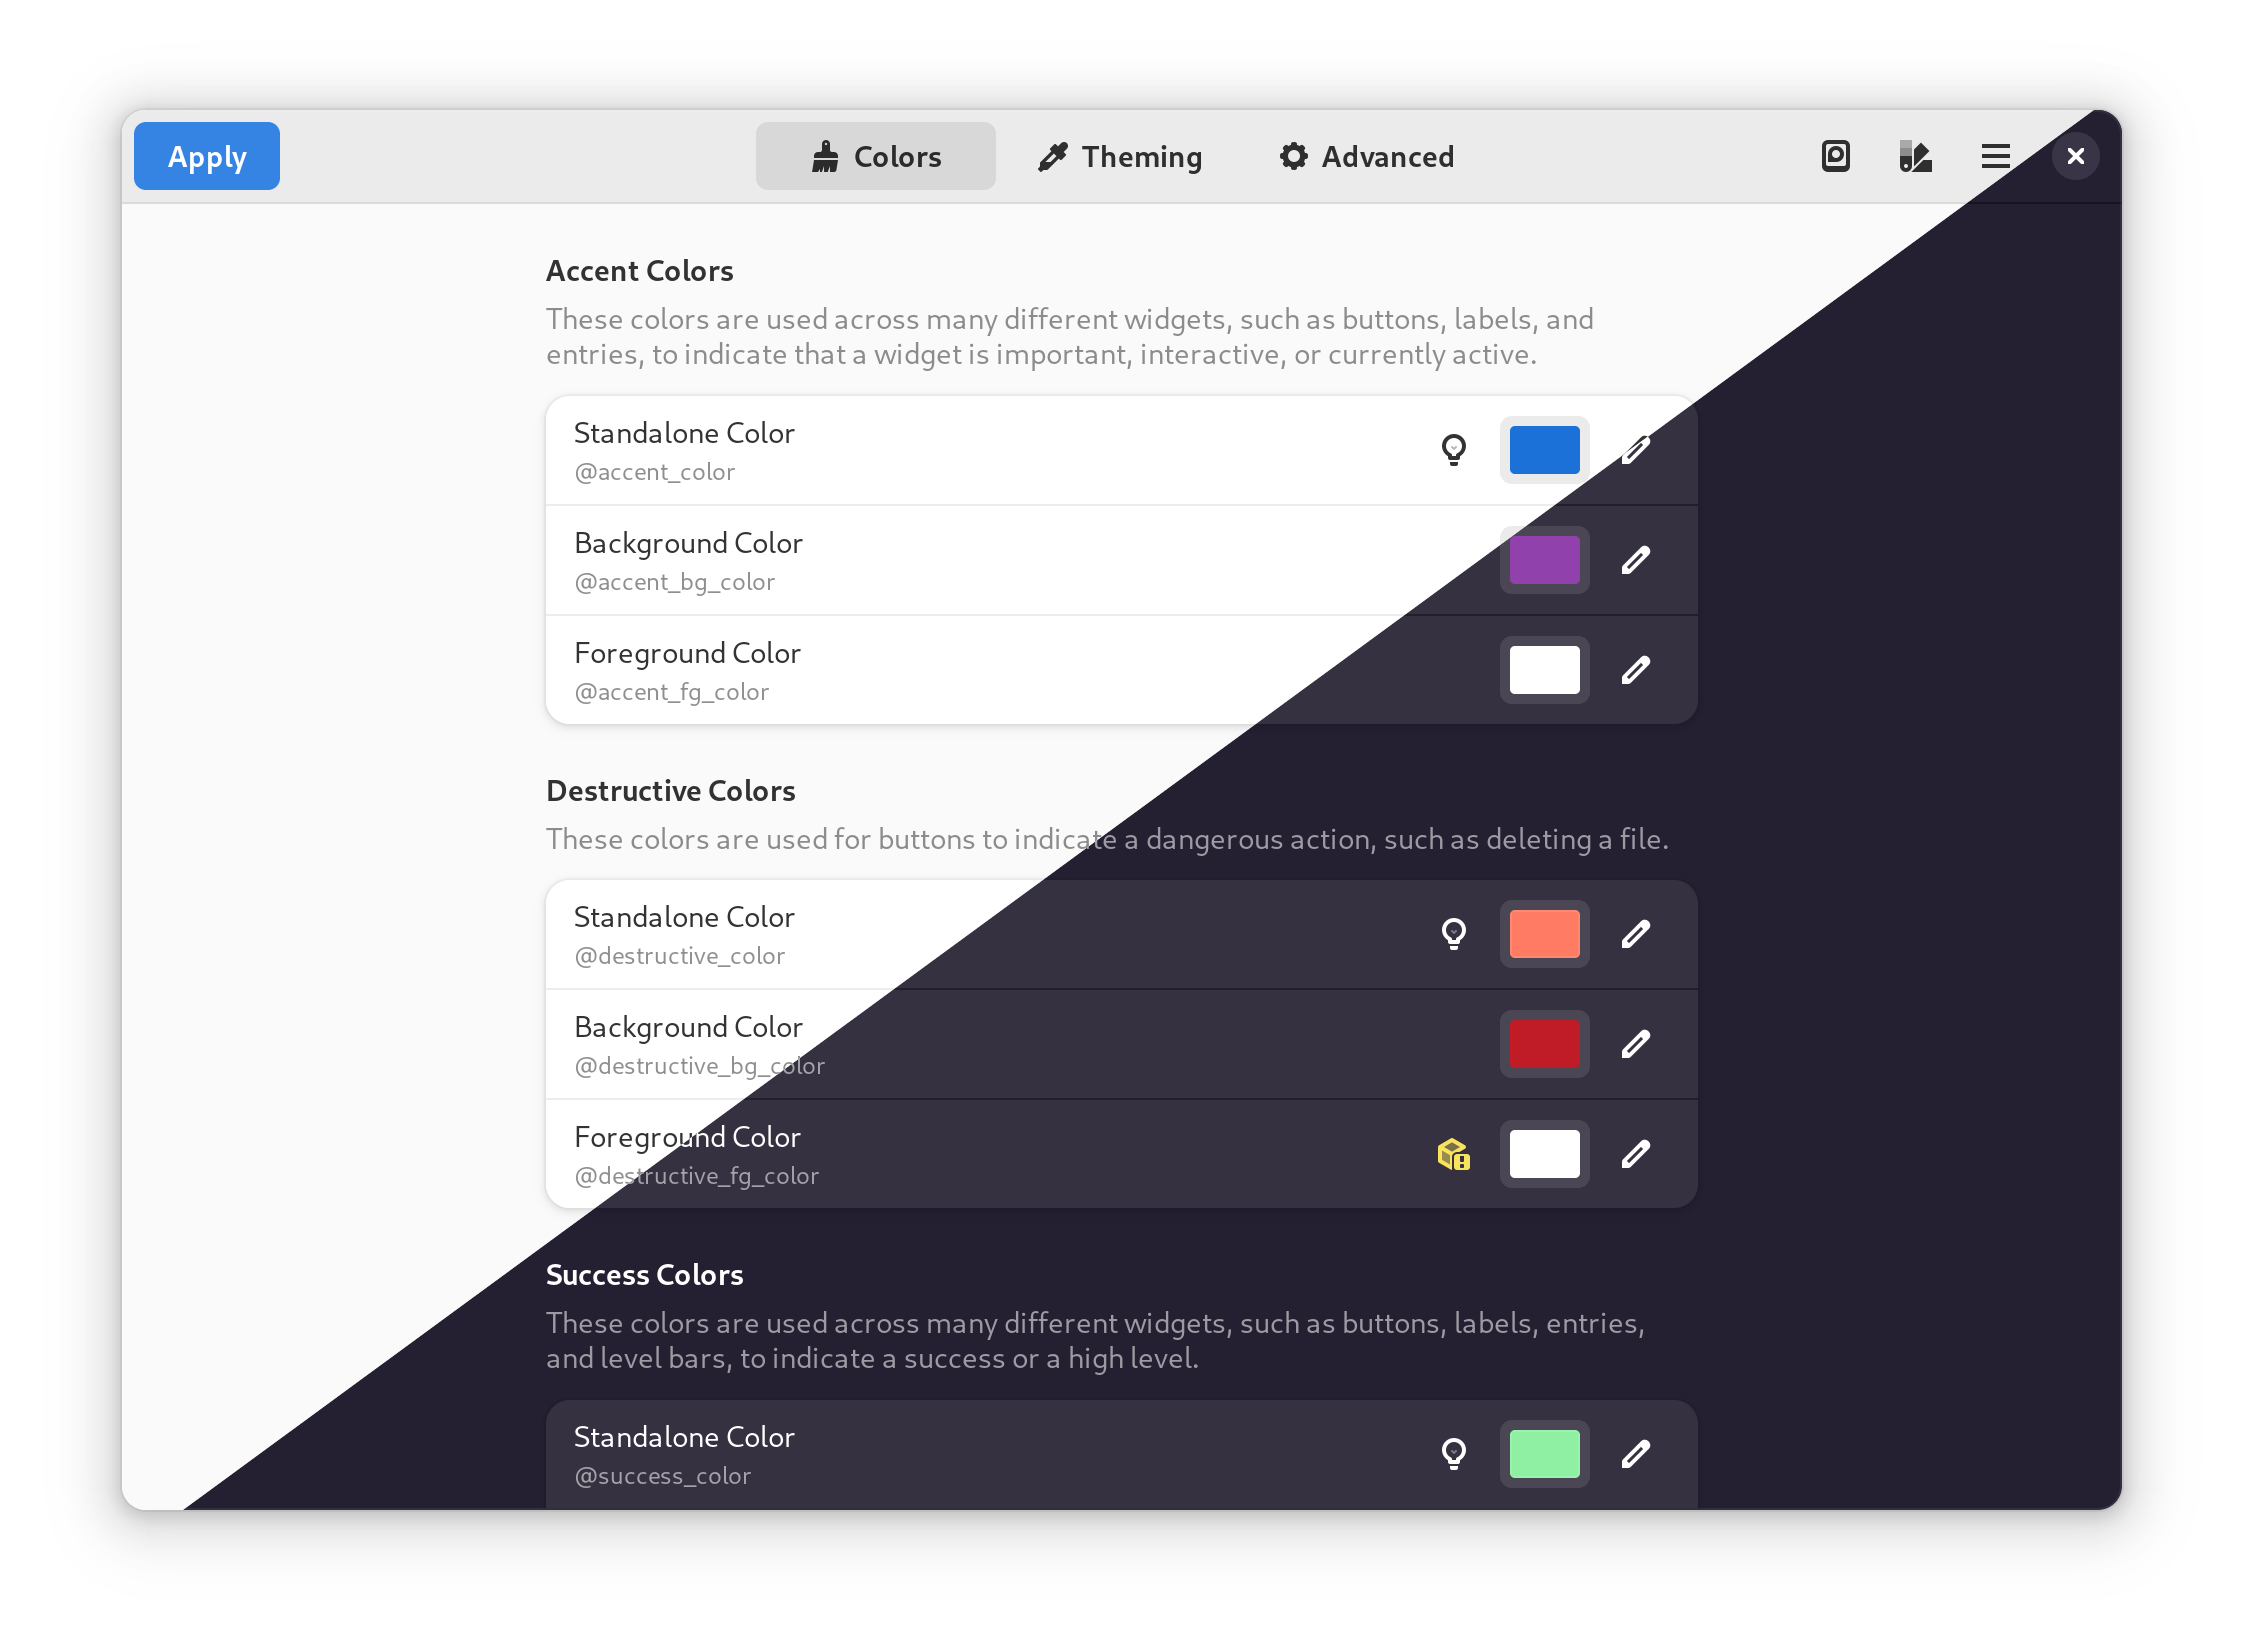 Apply
Colors
Theming
Advanced
Accent Colors
These colors are used across many different widgets, such as buttons, labels, and
entries, to indicate that a widget is important, interactive, or currently active.
Standalone Color
@accent_color
Background Color
@accent_bg_color
Foreground Color
@accent_fg_color
Destructive Colors
These colors are used for buttons to indicate a dangerous action, such as deleting a file.
Standalone Color
@destructive_color
Background Color
@destructive_bg_color
Foreground Color
@destructive_fg_color
Success Colors
These colors are used across many different widgets, such as buttons, labels, entries,
and level bars, to indicate a success or a high level.
Standalone Color
@success_color